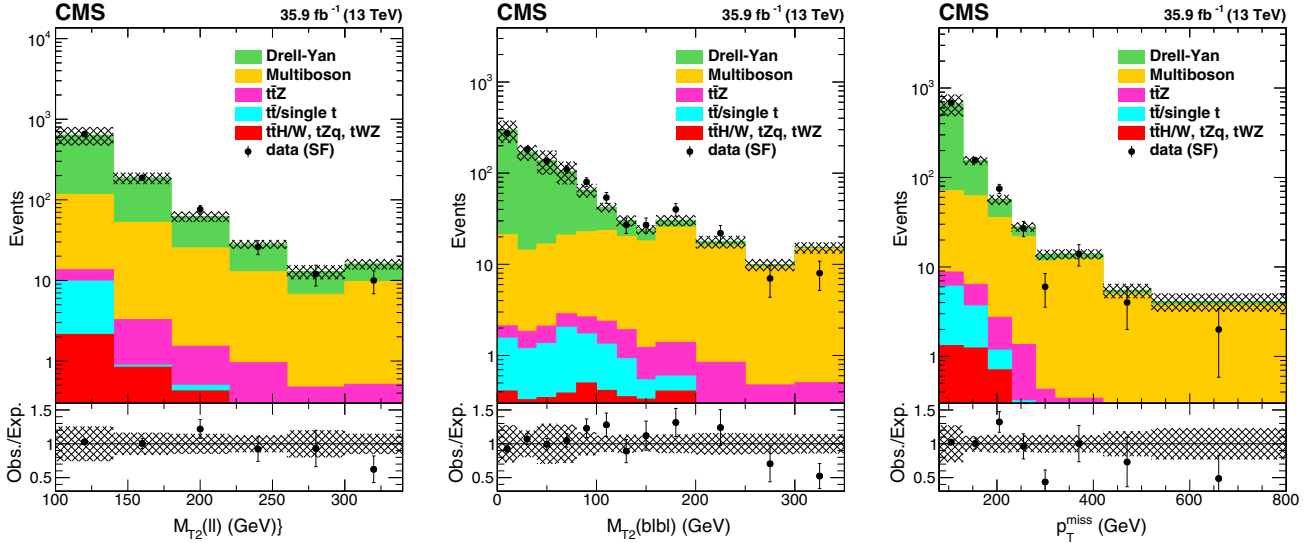 CMS 35.9 fb⁻¹ (13 TeV)
Events
10⁴
10³
10²
10
1
Drell-Yan
Multiboson
tt̄Z
tt̄/single t
tt̄H/W, tZq, tWZ
data (SF)
Obs./Exp.
1.5
1
0.5
100 150 200 250 300
M_T2(ll) (GeV)}
CMS 35.9 fb⁻¹ (13 TeV)
Events
10³
10²
10
1
Drell-Yan
Multiboson
tt̄Z
tt̄/single t
tt̄H/W, tZq, tWZ
data (SF)
Obs./Exp.
1.5
1
0.5
0 100 200 300
M_T2(blbl) (GeV)
CMS 35.9 fb⁻¹ (13 TeV)
Events
10³
10²
10
1
Drell-Yan
Multiboson
tt̄Z
tt̄/single t
tt̄H/W, tZq, tWZ
data (SF)
Obs./Exp.
1.5
1
0.5
200 400 600 800
p_T^miss (GeV)